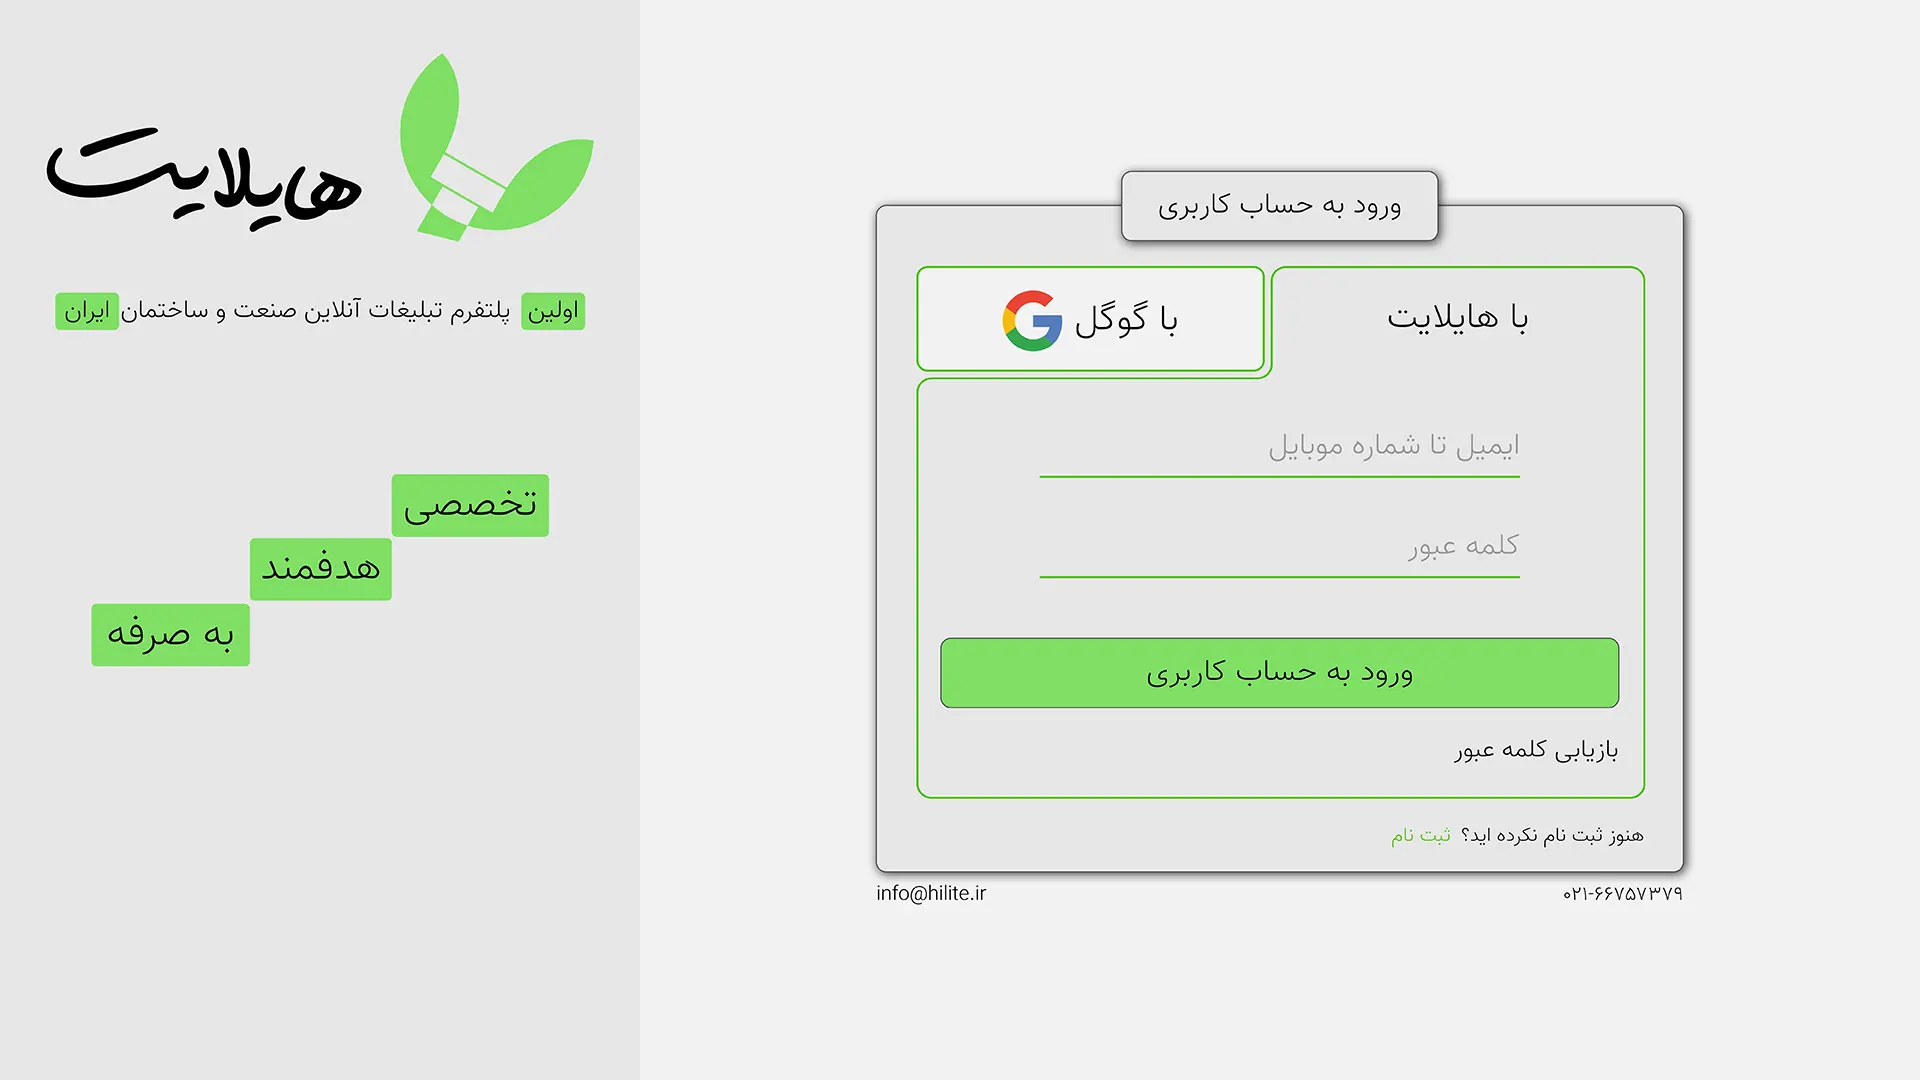 هایلایت
اولین پلتفرم تبلیغات آنلاین صنعت و ساختمان ایران
تخصصی
هدفمند
به صرفه
ورود به حساب کاربری
با هایلایت
با گوگل
ایمیل تا شماره موبایل
کلمه عبور
ورود به حساب کاربری
بازیابی کلمه عبور
هنوز ثبت نام نکرده اید؟ ثبت نام
۰۲۱-۶۶۷۵۷۳۷۹
info@hilite.ir